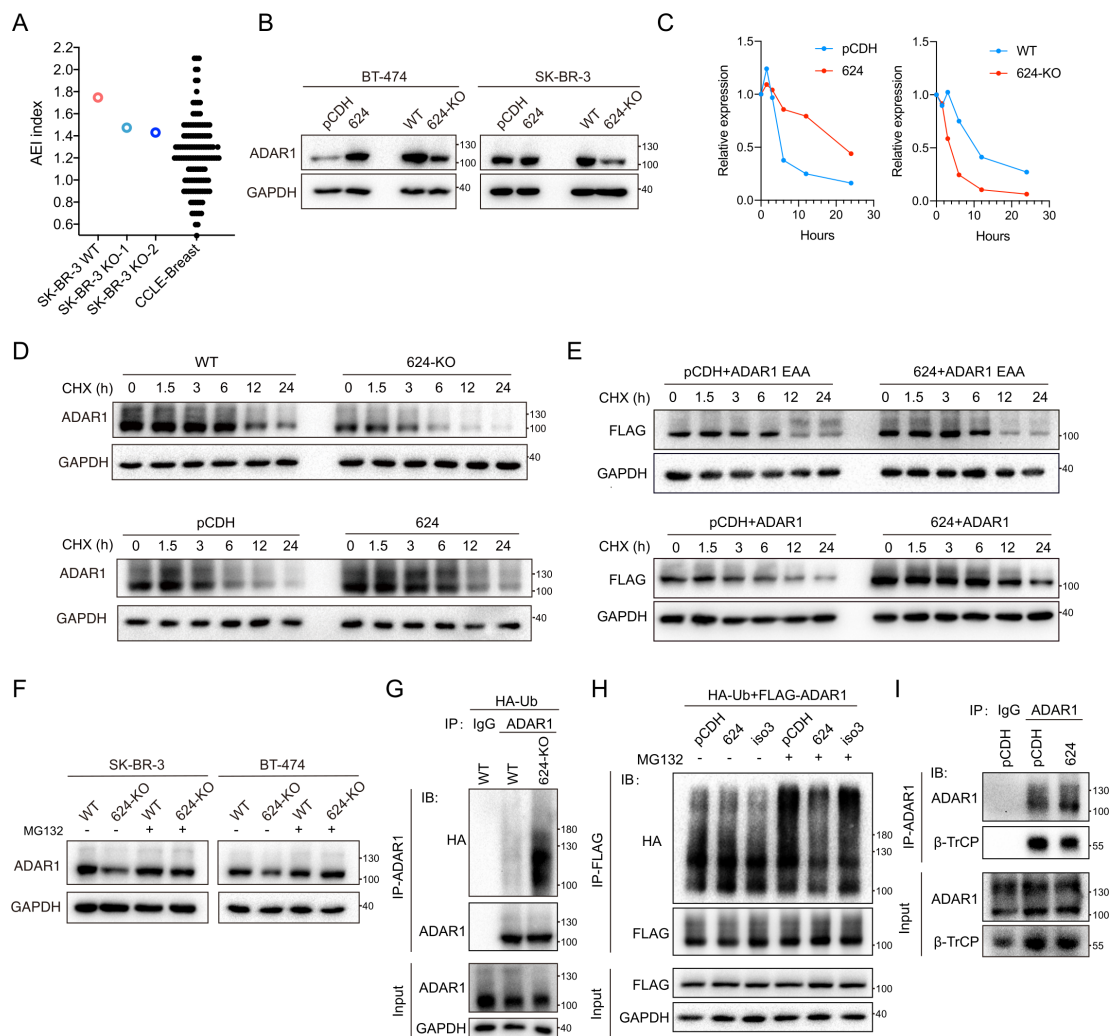 A
AEI index
2.2
2.0
1.8
1.6
1.4
1.2
1.0
0.8
0.6
SK-BR-3 WT
SK-BR-3 KO-1
SK-BR-3 KO-2
CCLE-Breast
B
BT-474 SK-BR-3
pCDH 624 WT 624-KO pCDH 624 WT 624-KO
ADAR1 130 100 130 100
GAPDH 40 40
C
Relative expression
1.5
1.0
0.5
0.0
0 10 20 30
Hours
pCDH
624
Relative expression
1.5
1.0
0.5
0.0
0 10 20 30
Hours
WT
624-KO
D
WT 624-KO
CHX (h) 0 1.5 3 6 12 24 0 1.5 3 6 12 24
ADAR1 130 100
GAPDH 40
pCDH 624
CHX (h) 0 1.5 3 6 12 24 0 1.5 3 6 12 24
ADAR1 130 100
GAPDH 40
E
pCDH+ADAR1 EAA 624+ADAR1 EAA
CHX (h) 0 1.5 3 6 12 24 0 1.5 3 6 12 24
FLAG 100
GAPDH 40
pCDH+ADAR1 624+ADAR1
CHX (h) 0 1.5 3 6 12 24 0 1.5 3 6 12 24
FLAG 100
GAPDH 40
F
SK-BR-3 BT-474
WT 624-KO WT 624-KO WT 624-KO WT 624-KO
MG132 - - + + - - + +
ADAR1 130 100 130 100
GAPDH 40 40
G
HA-Ub
IP: IgG ADAR1
WT WT 624-KO
IB:
IP-ADAR1
HA 180 130 100
ADAR1 130 100
Input
ADAR1 130 100
GAPDH 40
H
HA-Ub+FLAG-ADAR1
pCDH 624 iso3 pCDH 624 iso3
MG132 - - - + + +
IB:
IP-FLAG
HA 180 130 100
FLAG 100
Input
FLAG 100
GAPDH 40
I
IP: IgG ADAR1
pCDH pCDH 624
IB:
IP-ADAR1
ADAR1 130 100
β-TrCP 55
Input
ADAR1 130 100
β-TrCP 55